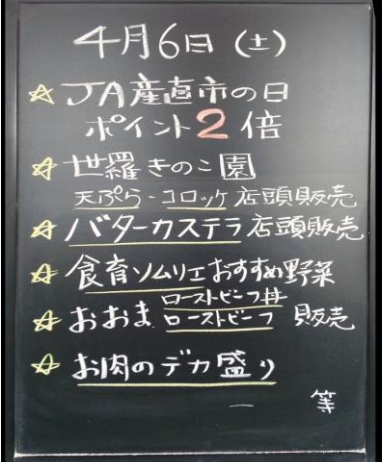 4月6日(土)
☆JA産直市の日
ポイント2倍
☆世羅きのこ園
天ぷら・コロッケ店頭販売
☆バターカステラ店頭販売
☆食育ソムリエおすすめ野菜
ローストビーフ丼
☆おおま ローストビーフ 販売
☆お肉のデカ盛り
等